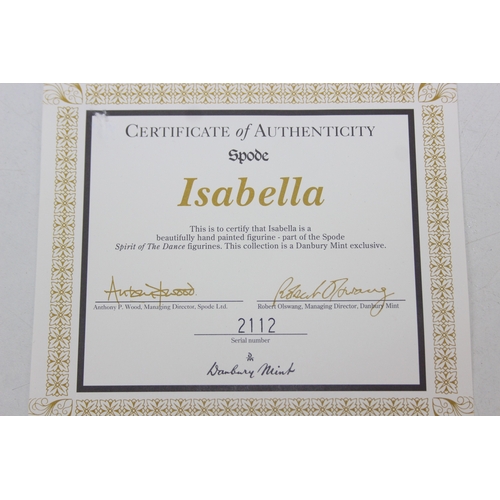 CERTIFICATE of AUTHENTICITY
Spode
Isabella
This is to certify that Isabella is a
beautifully hand painted figurine - part of the Spode
Spirit of The Dance figurines. This collection is a Danbury Mint exclusive.
Anthony P. Wood, Managing Director, Spode Ltd.
Robert Olswang, Managing Director, Danbury Mint
2112
Serial number
The
Danbury Mint